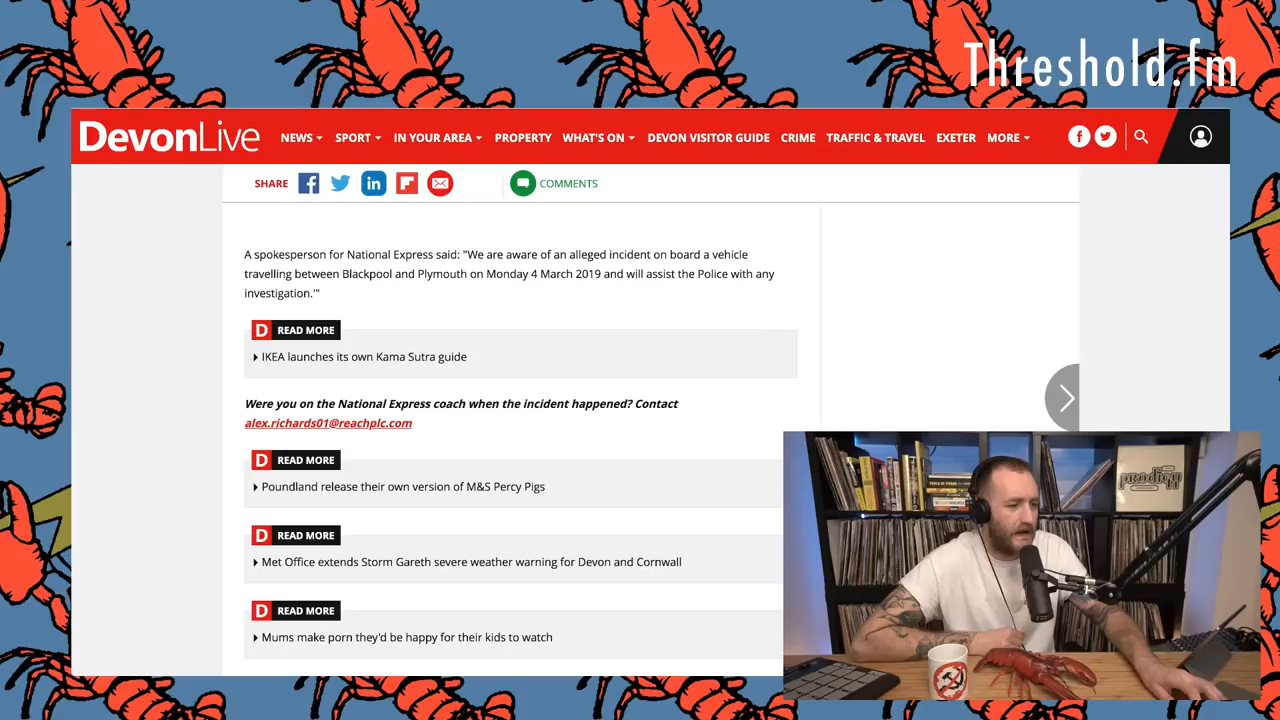 Threshold.fm
DevonLive NEWS SPORT IN YOUR AREA PROPERTY WHAT'S ON DEVON VISITOR GUIDE CRIME TRAFFIC & TRAVEL EXETER MORE
SHARE COMMENTS
A spokesperson for National Express said: "We are aware of an alleged incident on board a vehicle
travelling between Blackpool and Plymouth on Monday 4 March 2019 and will assist the Police with any
investigation.'"
D READ MORE
IKEA launches its own Kama Sutra guide
Were you on the National Express coach when the incident happened? Contact
alex.richards01@reachplc.com
D READ MORE
Poundland release their own version of M&S Percy Pigs
D READ MORE
Met Office extends Storm Gareth severe weather warning for Devon and Cornwall
D READ MORE
Mums make porn they'd be happy for their kids to watch
prodigy